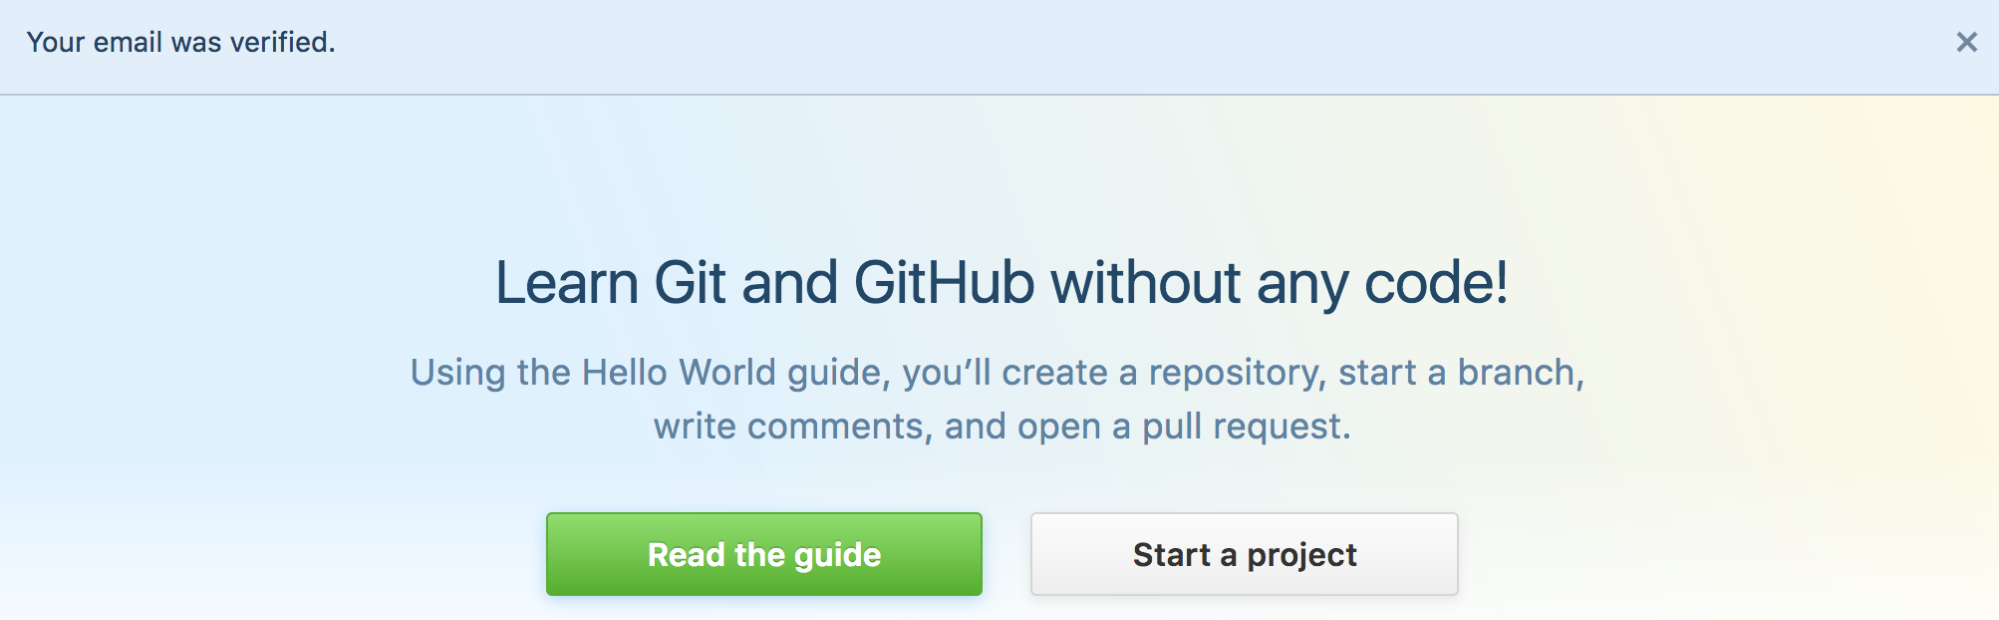 Your email was verified.
Learn Git and GitHub without any code!
Using the Hello World guide, you’ll create a repository, start a branch,
write comments, and open a pull request.
Read the guide
Start a project